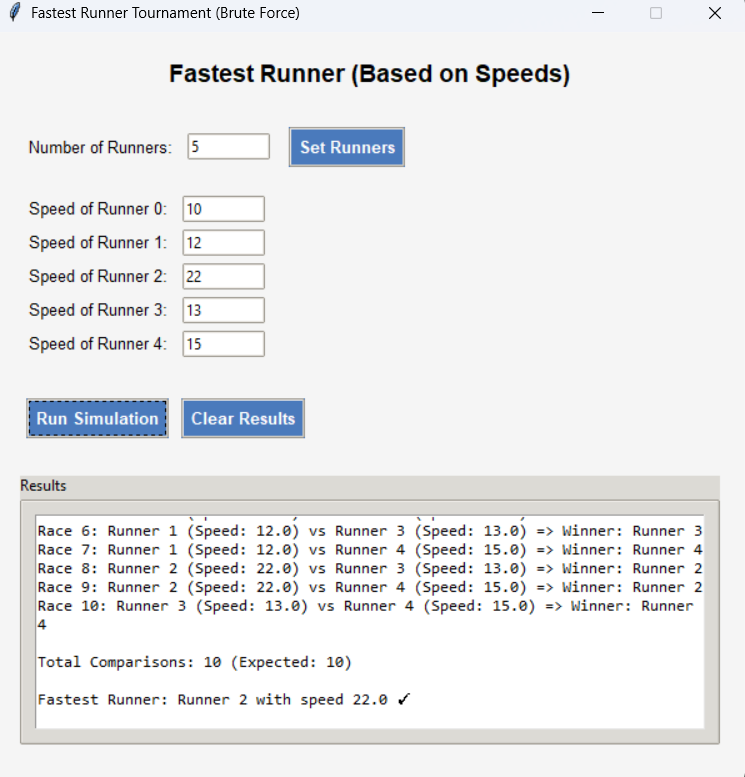 Fastest Runner Tournament (Brute Force)
Fastest Runner (Based on Speeds)
Number of Runners: 5 Set Runners
Speed of Runner 0: 10
Speed of Runner 1: 12
Speed of Runner 2: 22
Speed of Runner 3: 13
Speed of Runner 4: 15
Run Simulation Clear Results
Results
Race 6: Runner 1 (Speed: 12.0) vs Runner 3 (Speed: 13.0) => Winner: Runner 3
Race 7: Runner 1 (Speed: 12.0) vs Runner 4 (Speed: 15.0) => Winner: Runner 4
Race 8: Runner 2 (Speed: 22.0) vs Runner 3 (Speed: 13.0) => Winner: Runner 2
Race 9: Runner 2 (Speed: 22.0) vs Runner 4 (Speed: 15.0) => Winner: Runner 2
Race 10: Runner 3 (Speed: 13.0) vs Runner 4 (Speed: 15.0) => Winner: Runner
4
Total Comparisons: 10 (Expected: 10)
Fastest Runner: Runner 2 with speed 22.0 ✓